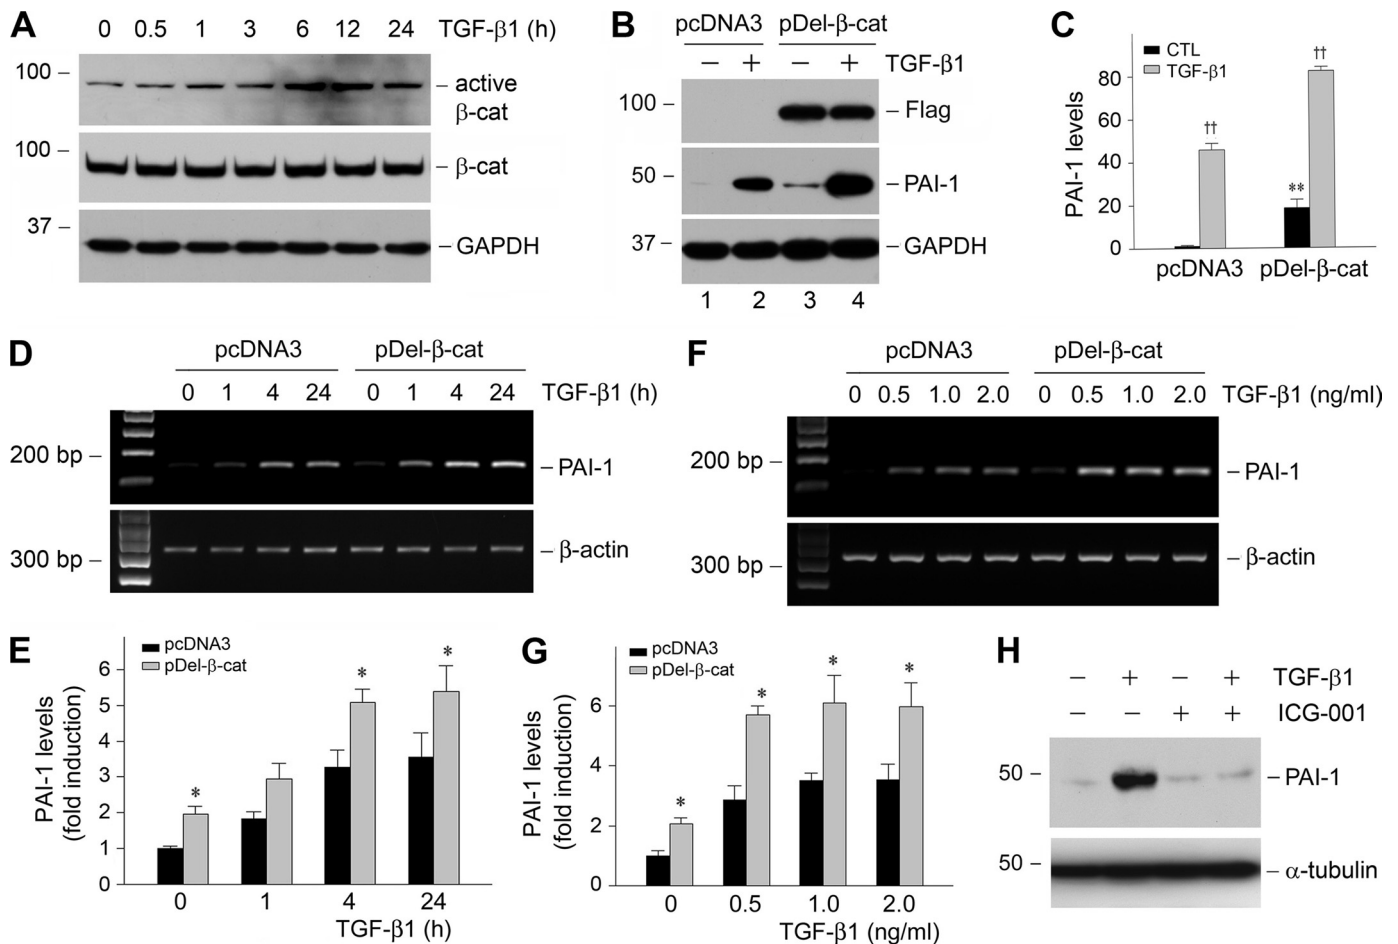 A
0 0.5 1 3 6 12 24 TGF-β1 (h)
100
active
β-cat
100
β-cat
37
GAPDH
B
pcDNA3 pDel-β-cat
− + − + TGF-β1
100 Flag
50 PAI-1
37 GAPDH
1 2 3 4
C
CTL
TGF-β1
PAI-1 levels
80
60
40
20
0
††
**
††
pcDNA3 pDel-β-cat
D
pcDNA3 pDel-β-cat
0 1 4 24 0 1 4 24 TGF-β1 (h)
200 bp PAI-1
300 bp β-actin
F
pcDNA3 pDel-β-cat
0 0.5 1.0 2.0 0 0.5 1.0 2.0 TGF-β1 (ng/ml)
200 bp PAI-1
300 bp β-actin
E
pcDNA3
pDel-β-cat
PAI-1 levels
(fold induction)
6
5
4
3
2
1
0
* * *
0 1 4 24
TGF-β1 (h)
G
pcDNA3
pDel-β-cat
PAI-1 levels
(fold induction)
6
4
2
0
* * * *
0 0.5 1.0 2.0
TGF-β1 (ng/ml)
H
− + − + TGF-β1
− − + + ICG-001
50 PAI-1
50 α-tubulin